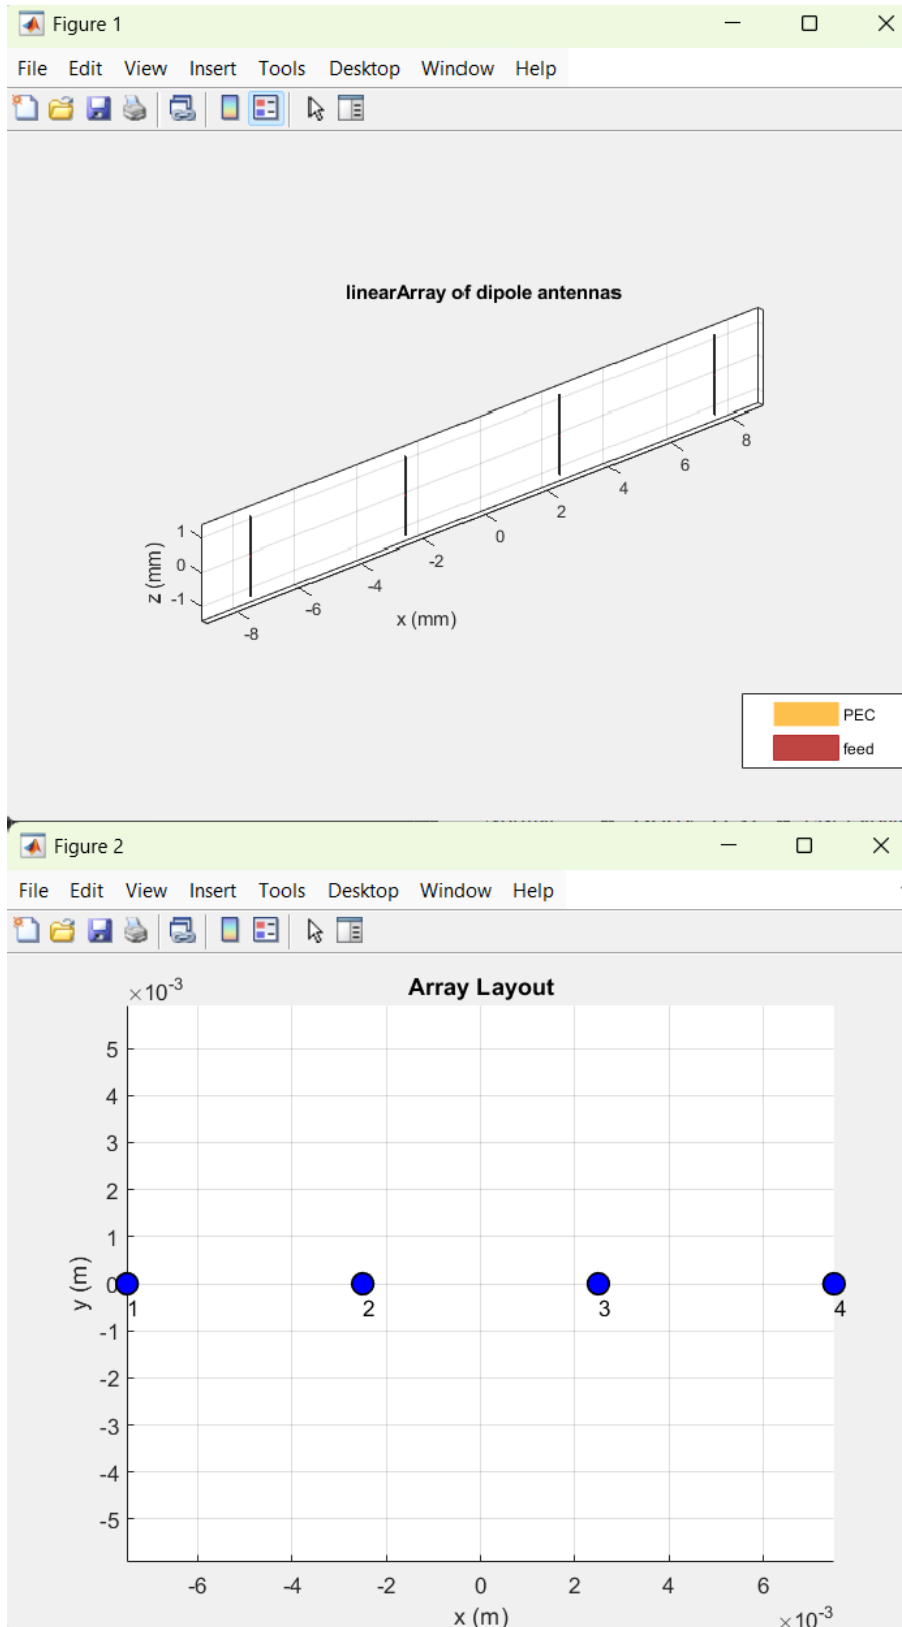 Figure 1
File Edit View Insert Tools Desktop Window Help
linearArray of dipole antennas
1
0
-1
z (mm)
-8
-6
-4
-2
0
2
4
6
8
x (mm)
PEC
feed
Figure 2
File Edit View Insert Tools Desktop Window Help
×10-3
Array Layout
5
4
3
2
1
0
-1
-2
-3
-4
-5
y (m)
1 2 3 4
-6 -4 -2 0 2 4 6
x (m)
×10-3